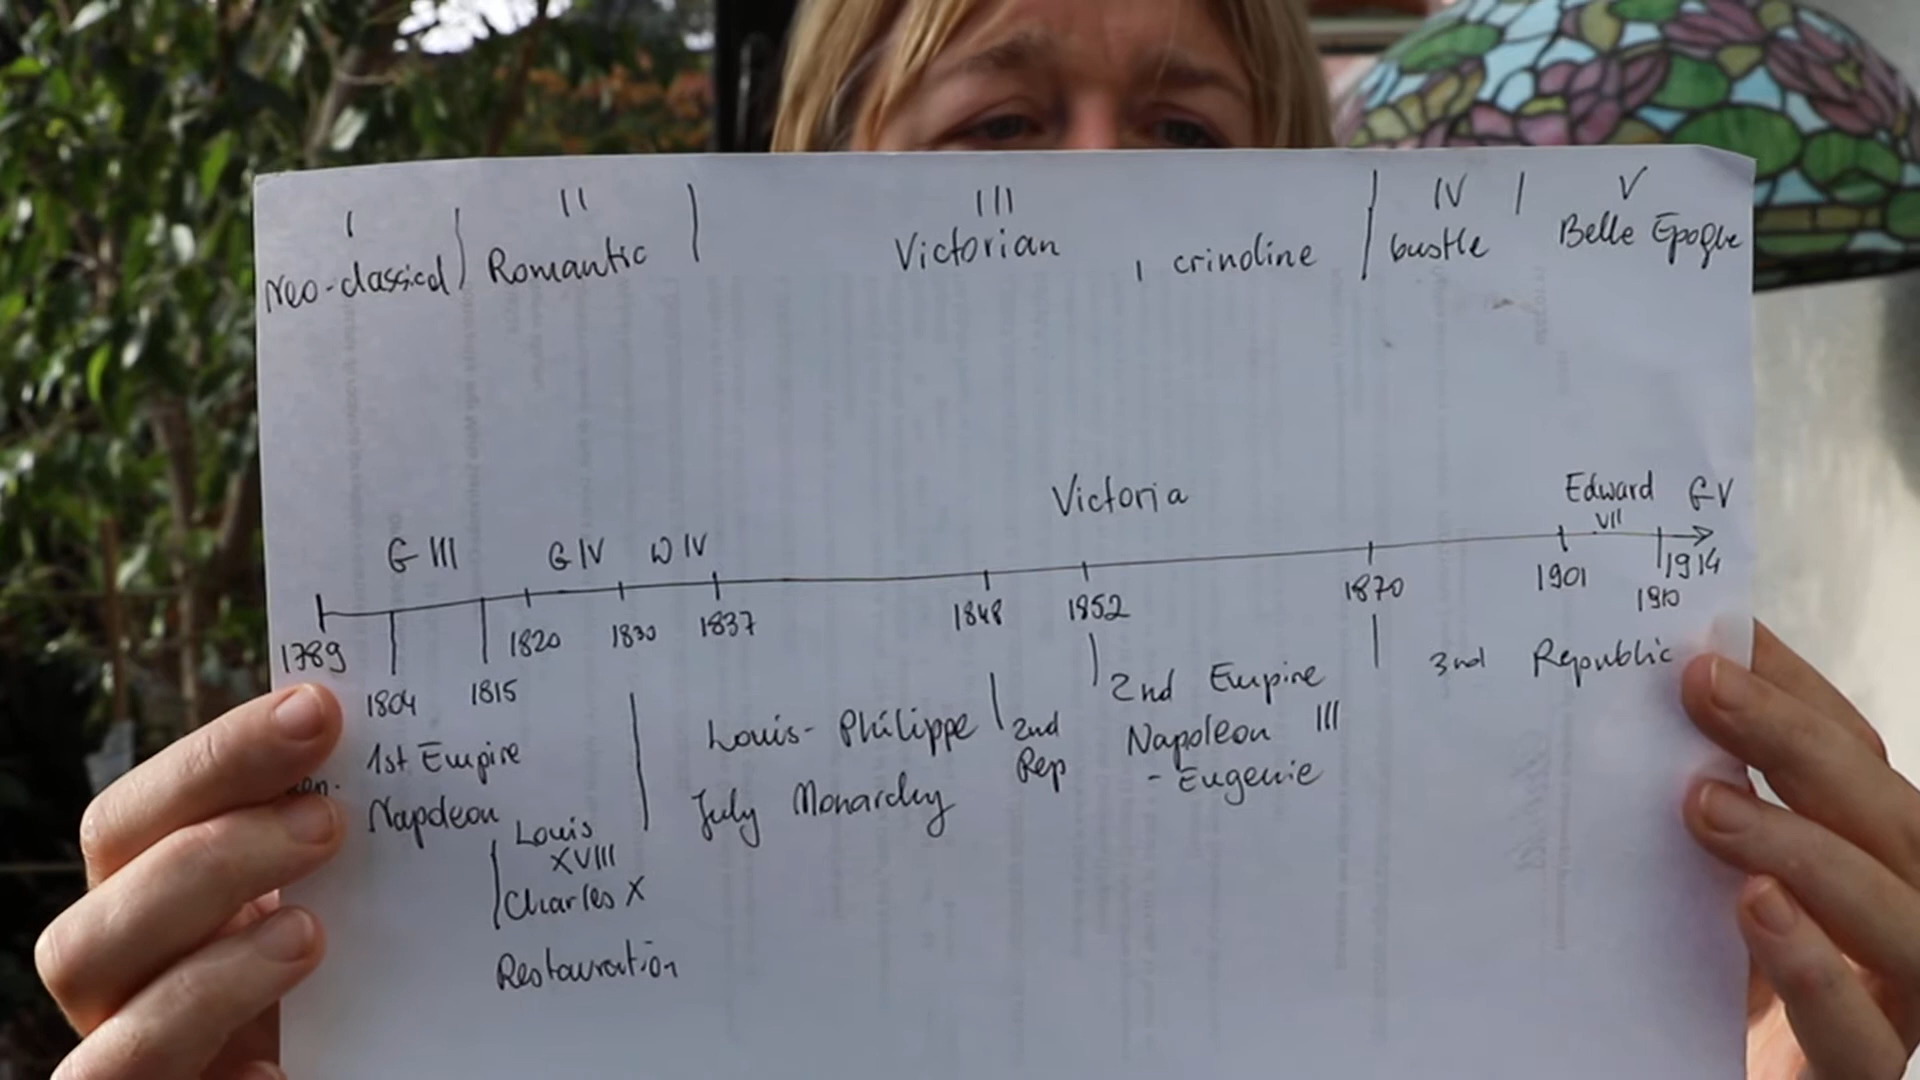 I II III IV V
Neo-classical Romantic Victorian crinoline bustle Belle Epoque
Victoria Edward VII G V
G III G IV W IV
1789 1804 1815 1820 1830 1837 1848 1852 1870 1901 1910 1914
1st Empire
Napoleon
Louis XVIII
Charles X
Restauration
Louis-Philippe
July Monarchy
2nd
Rep
2nd Empire
Napoleon III
- Eugenie
3nd Republic